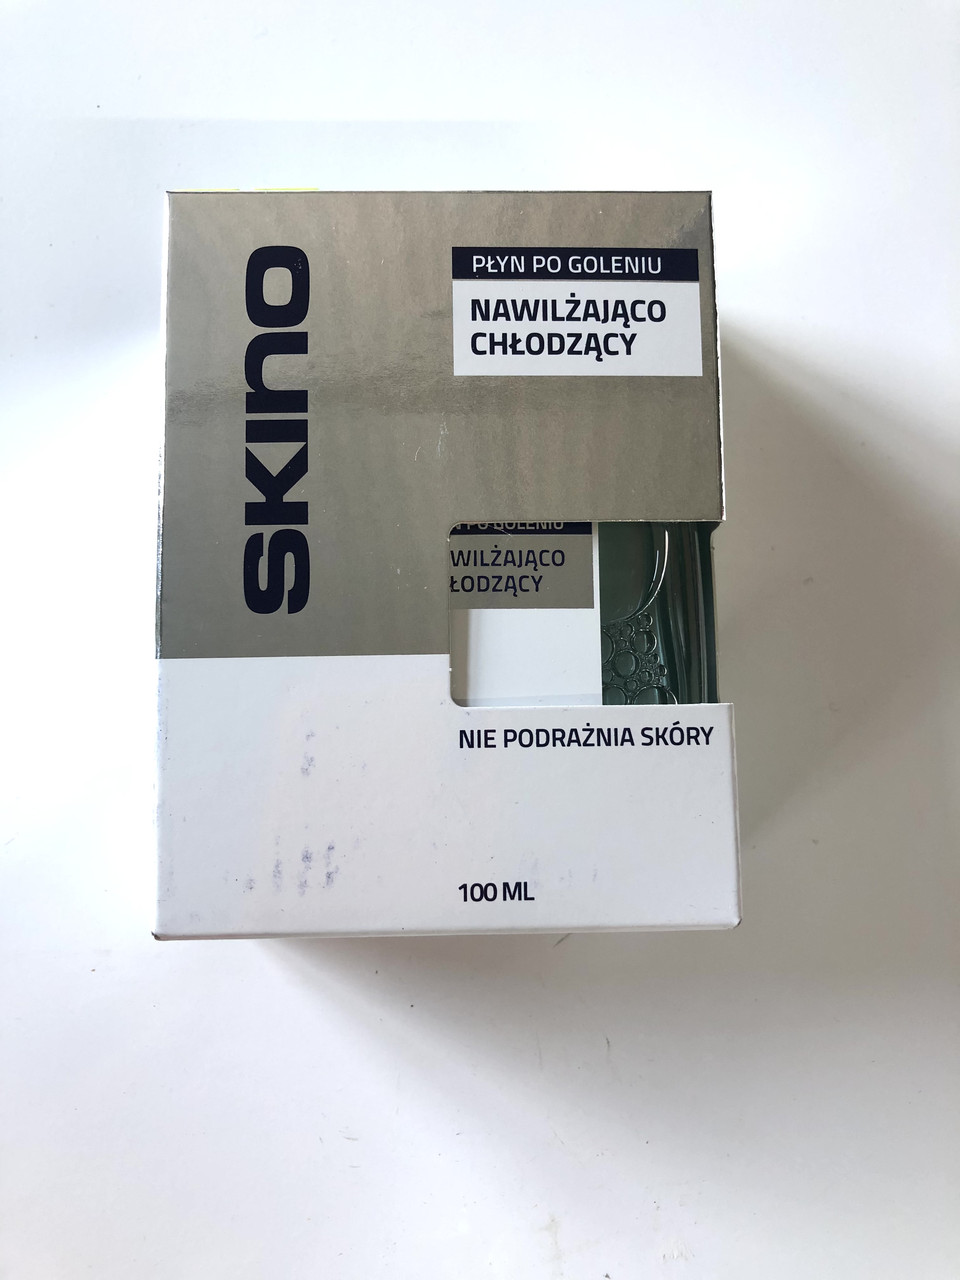 SKINO
PŁYN PO GOLENIU
NAWILŻAJĄCO
CHŁODZĄCY
PO GOLENIU
WILŻAJĄCO
ŁODZĄCY
NIE PODRAŻNIA SKÓRY
100 ML